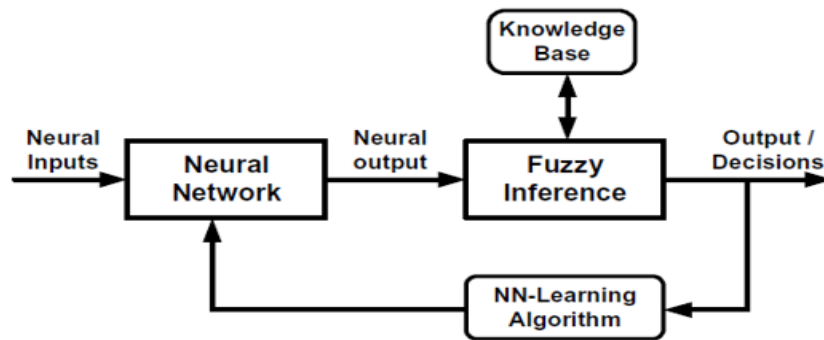 Knowledge
Base
Neural
Inputs
Neural
Network
Neural
output
Fuzzy
Inference
Output /
Decisions
NN-Learning
Algorithm